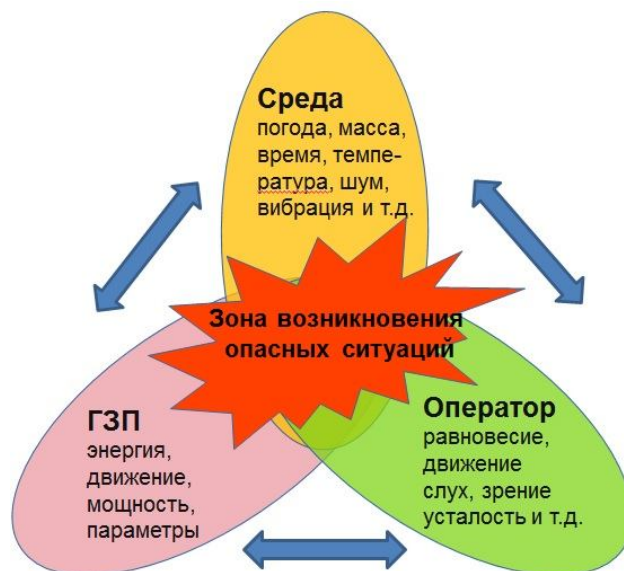 Среда
погода, масса,
время, темпе-
ратура, шум,
вибрация и т.д.
Зона возникновения
опасных ситуаций
ГЗП
энергия,
движение,
мощность,
параметры
Оператор
равновесие,
движение
слух, зрение
усталость и т.д.